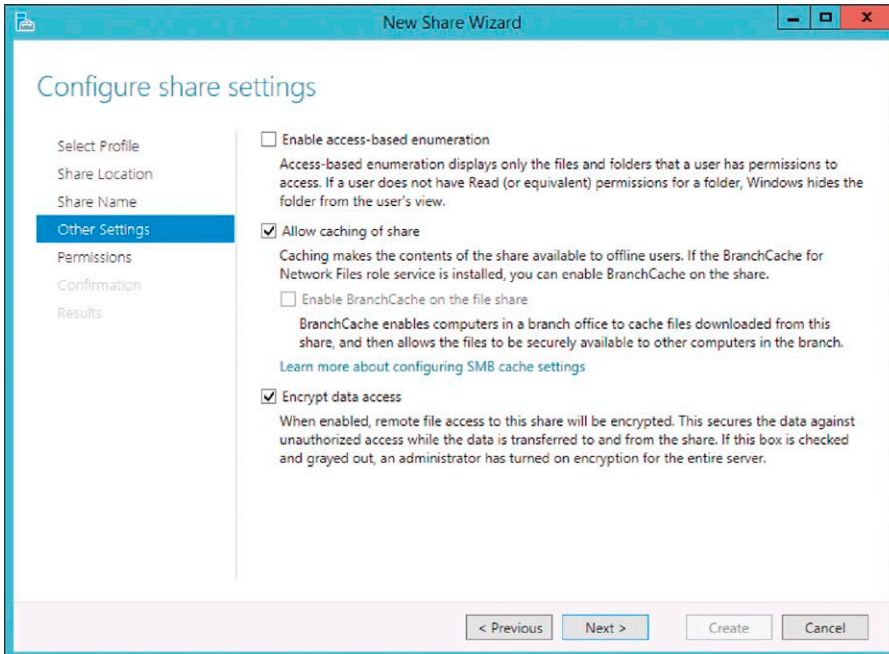 New Share Wizard
Configure share settings
Select Profile
Share Location
Share Name
Other Settings
Permissions
Confirmation
Results
Enable access-based enumeration
Access-based enumeration displays only the files and folders that a user has permissions to
access. If a user does not have Read (or equivalent) permissions for a folder, Windows hides the
folder from the user's view.
Allow caching of share
Caching makes the contents of the share available to offline users. If the BranchCache for
Network Files role service is installed, you can enable BranchCache on the share.
Enable BranchCache on the file share
BranchCache enables computers in a branch office to cache files downloaded from this
share, and then allows the files to be securely available to other computers in the branch.
Learn more about configuring SMB cache settings
Encrypt data access
When enabled, remote file access to this share will be encrypted. This secures the data against
unauthorized access while the data is transferred to and from the share. If this box is checked
and grayed out, an administrator has turned on encryption for the entire server.
< Previous Next > Create Cancel